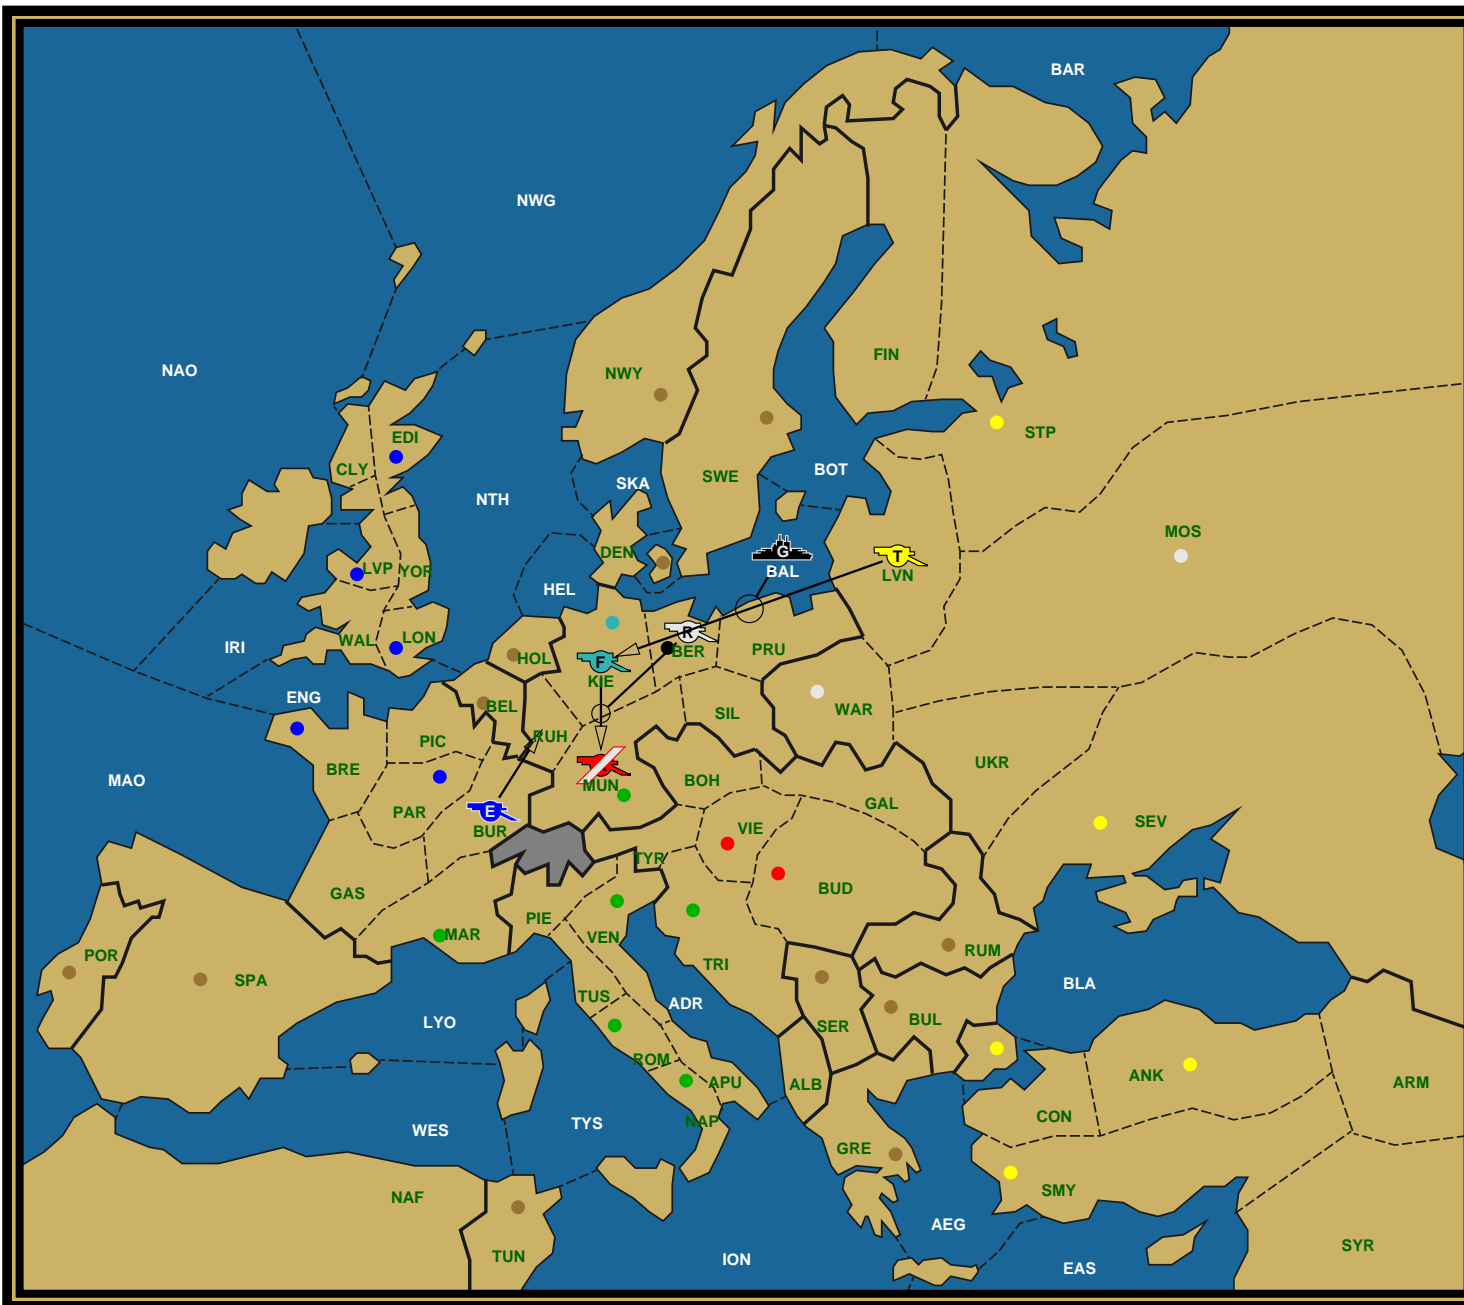 BAR
NWG
NAO
FIN
NWY
EDI
STP
CLY
SWE
BOT
SKA
NTH
MOS
DEN
G
T
LVP
YOR
BAL
LVN
HEL
R
WAL
LON
IRI
HOL
F
BER
PRU
KIE
ENG
BEL
SIL
WAR
PIC
RUH
UKR
BRE
MAO
MUN
BOH
GAL
PAR
E
BUR
VIE
SEV
TYR
BUD
GAS
PIE
MAR
VEN
POR
SPA
TRI
RUM
BLA
TUS
ADR
LYO
BUL
SER
ROM
ANK
APU
ALB
ARM
CON
NAP
WES
TYS
GRE
SMY
NAF
AEG
TUN
ION
SYR
EAS